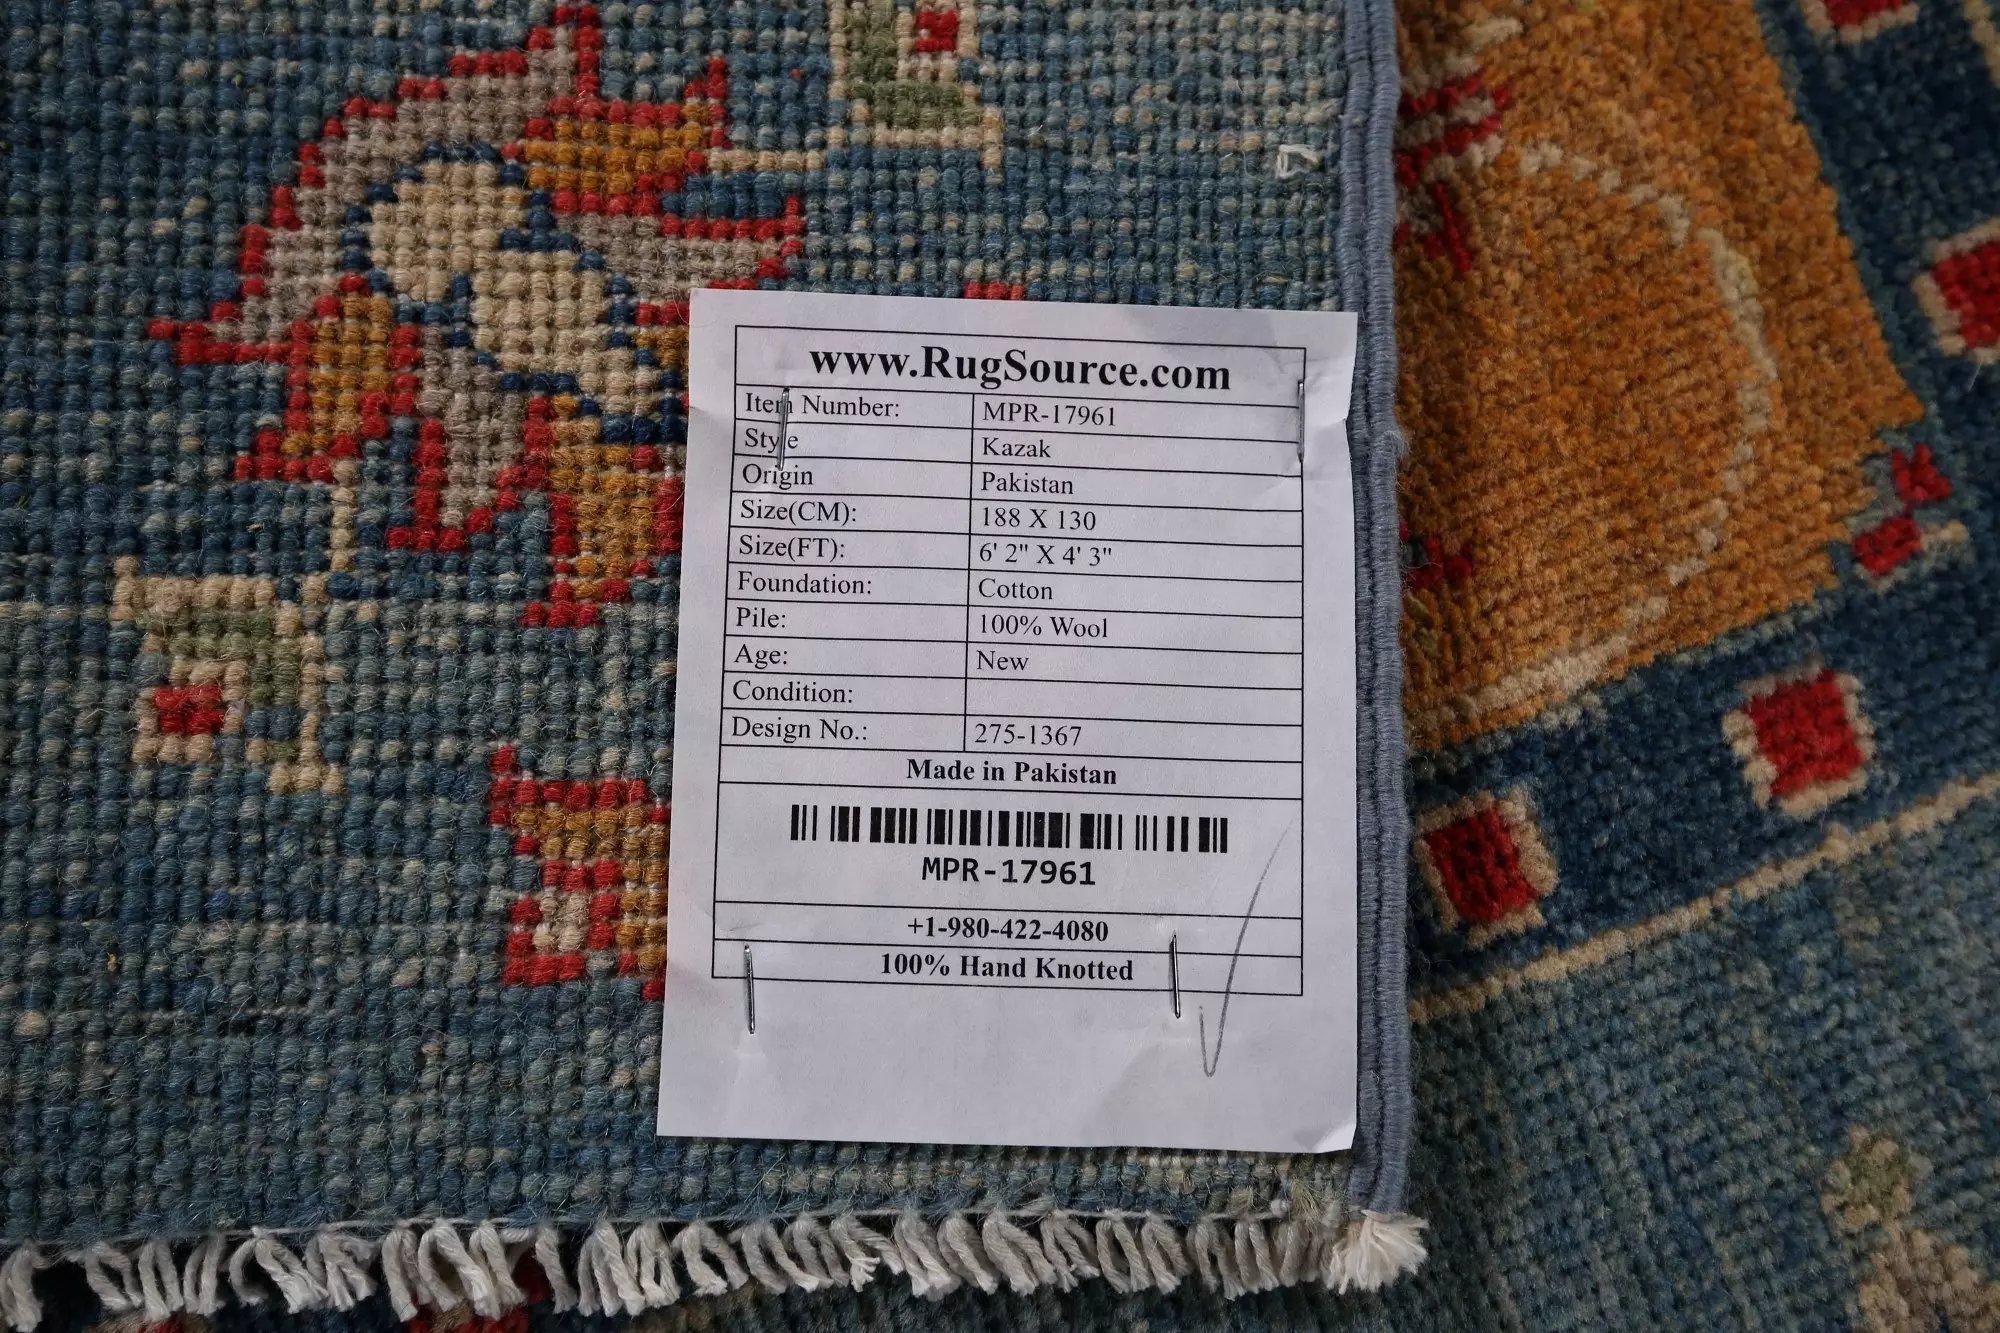 www.RugSource.com
Item Number: MPR-17961
Style Kazak
Origin Pakistan
Size(CM): 188 X 130
Size(FT): 6' 2" X 4' 3"
Foundation: Cotton
Pile: 100% Wool
Age: New
Condition:
Design No.: 275-1367
Made in Pakistan
MPR-17961
+1-980-422-4080
100% Hand Knotted